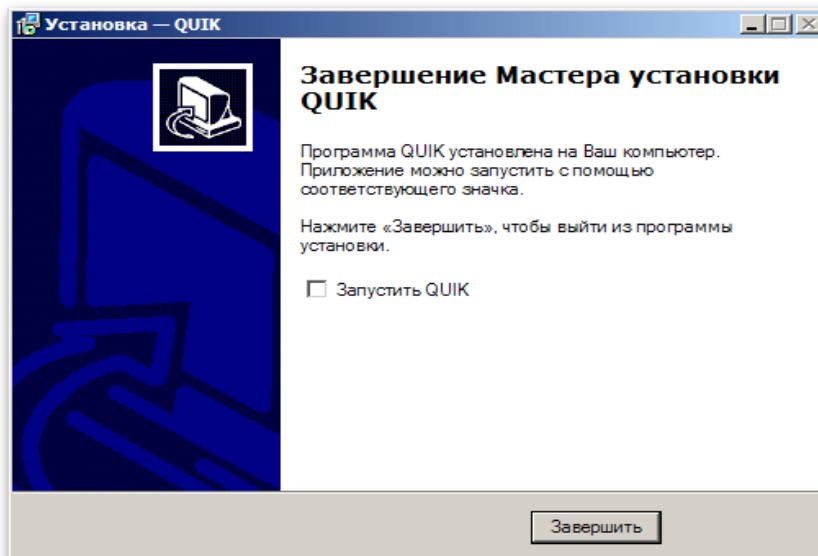 Установка — QUIK
Завершение Мастера установки
QUIK
Программа QUIK установлена на Ваш компьютер.
Приложение можно запустить с помощью
соответствующего значка.
Нажмите «Завершить», чтобы выйти из программы
установки.
Запустить QUIK
Завершить